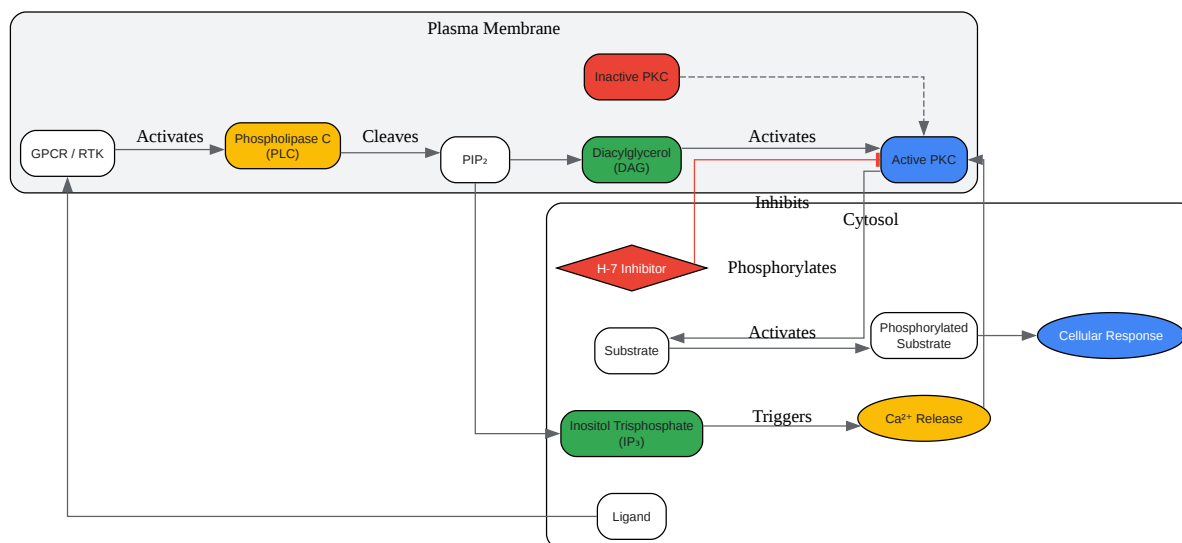 Plasma Membrane
Inactive PKC
GPCR / RTK
Activates
Phospholipase C
(PLC)
Cleaves
PIP₂
Diacylglycerol
(DAG)
Activates
Active PKC
Inhibits
Cytosol
H-7 Inhibitor
Phosphorylates
Substrate
Activates
Phosphorylated
Substrate
Cellular Response
Inositol Trisphosphate
(IP₃)
Triggers
Ca²⁺ Release
Ligand